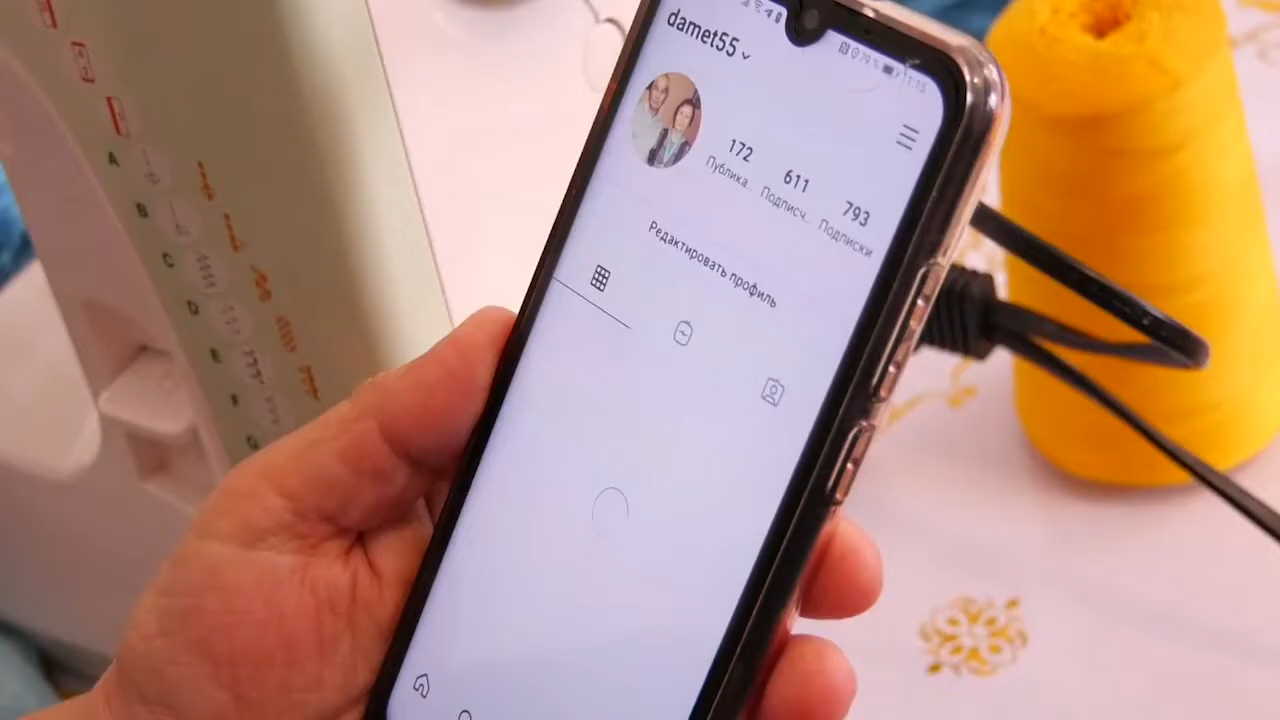 damet55
172
611
793
Публика...
Подписч...
Подписки
Редактировать профиль
A
B
C
D
E
F
G